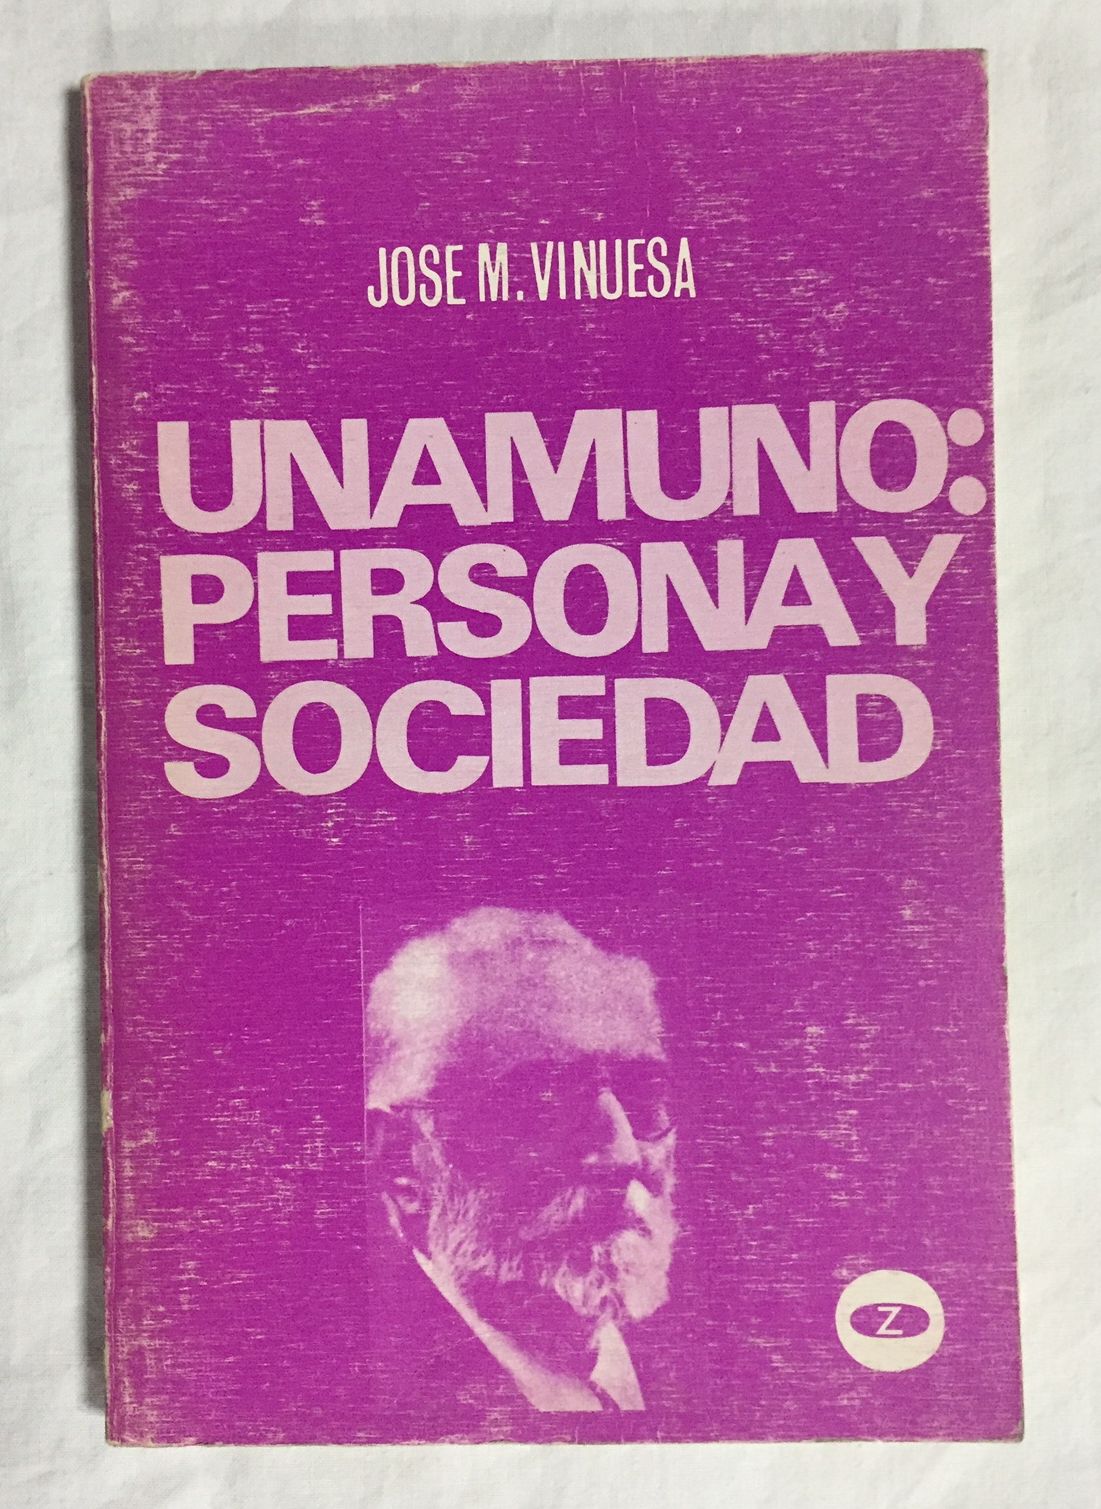 JOSE M. VINUESA
UNAMUNO:
PERSONA Y
SOCIEDAD
Z